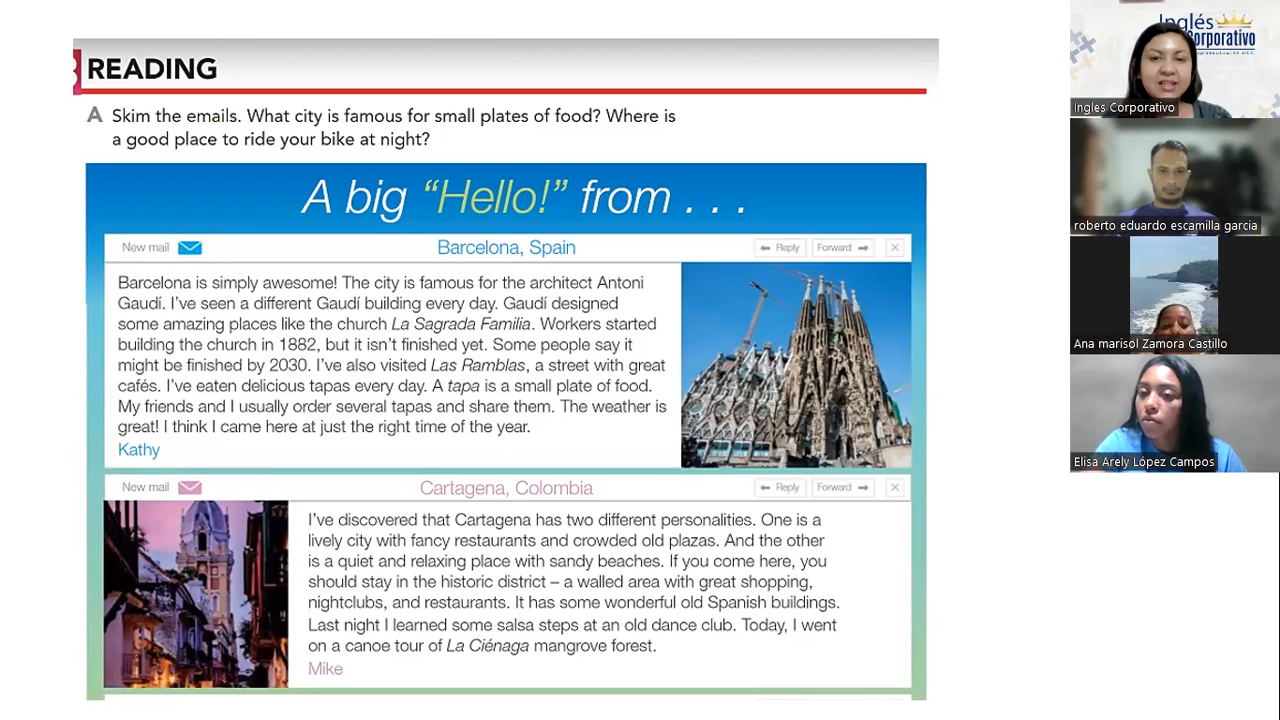 READING
A Skim the emails. What city is famous for small plates of food? Where is
a good place to ride your bike at night?
A big “Hello!” from . . .
New mail
Barcelona, Spain
Reply
Forward
Barcelona is simply awesome! The city is famous for the architect Antoni
Gaudí. I’ve seen a different Gaudí building every day. Gaudí designed
some amazing places like the church La Sagrada Familia. Workers started
building the church in 1882, but it isn’t finished yet. Some people say it
might be finished by 2030. I’ve also visited Las Ramblas, a street with great
cafés. I’ve eaten delicious tapas every day. A tapa is a small plate of food.
My friends and I usually order several tapas and share them. The weather is
great! I think I came here at just the right time of the year.
Kathy
New mail
Cartagena, Colombia
Reply
Forward
I’ve discovered that Cartagena has two different personalities. One is a
lively city with fancy restaurants and crowded old plazas. And the other
is a quiet and relaxing place with sandy beaches. If you come here, you
should stay in the historic district – a walled area with great shopping,
nightclubs, and restaurants. It has some wonderful old Spanish buildings.
Last night I learned some salsa steps at an old dance club. Today, I went
on a canoe tour of La Ciénaga mangrove forest.
Mike
Inglés
Corporativo
Ingles Corporativo
roberto eduardo escamilla garcia
Ana marisol Zamora Castillo
Elisa Arely López Campos